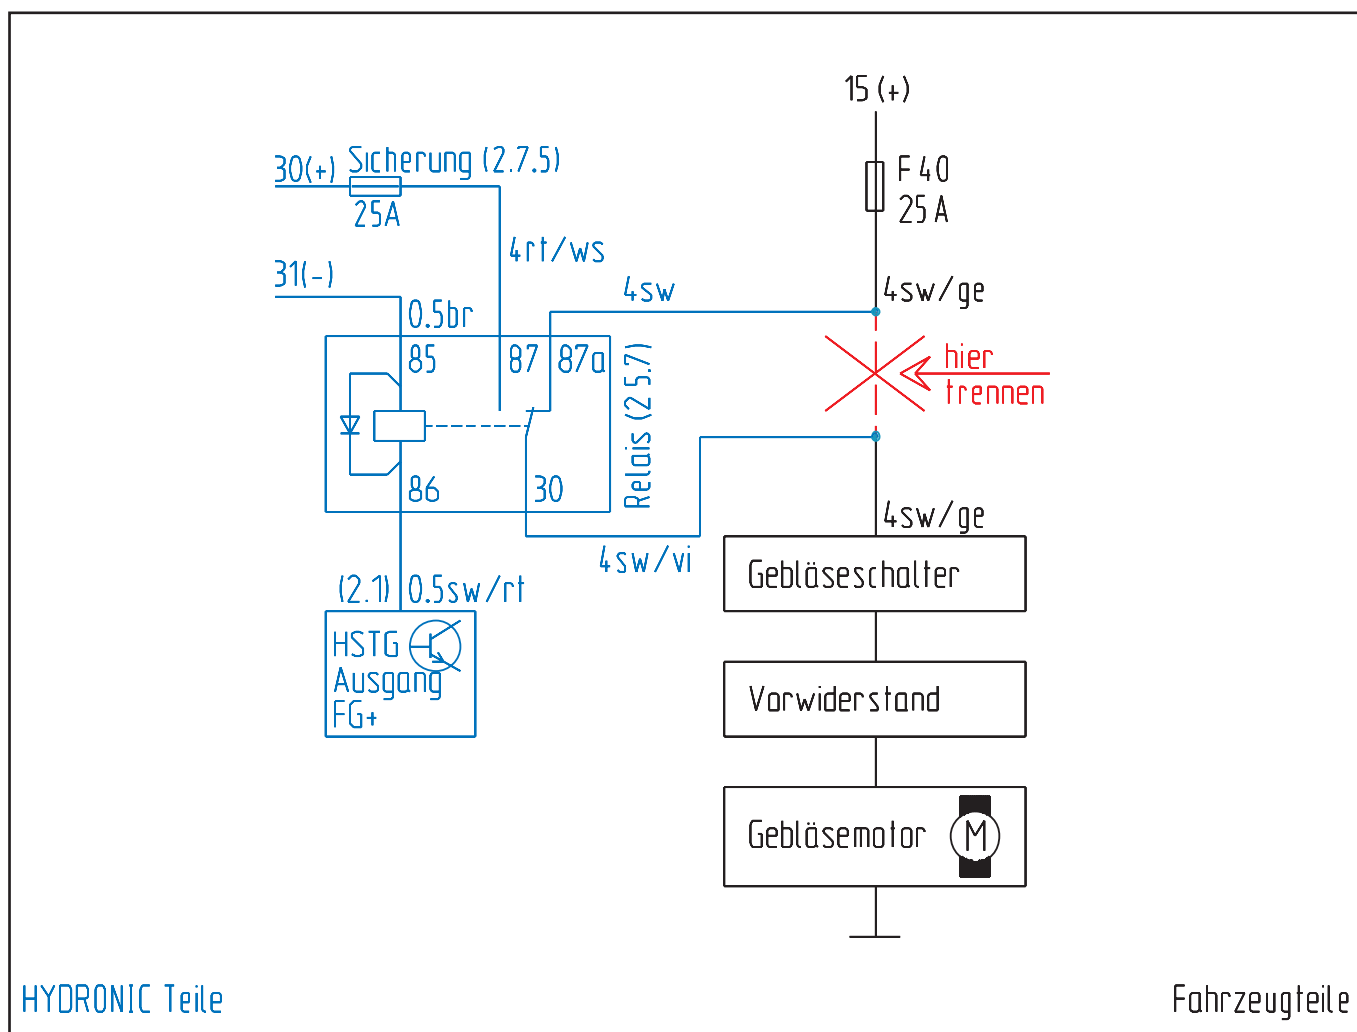 15 (+)
F 40
25 A
30(+)
Sicherung (2.7.5)
25A
4rt/ws
31(-)
0.5br
4sw
4sw/ge
85
87
87a
Relais (2 5.7)
hier
trennen
86
30
4sw/vi
4sw/ge
Gebläseschalter
(2.1)
0.5sw/rt
HSTG
Ausgang
FG+
Vorwiderstand
Gebläsemotor
M
HYDRONIC Teile
Fahrzeugteile